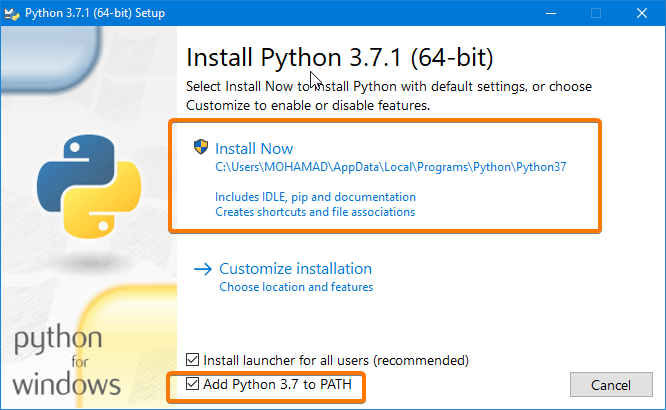 Python 3.7.1 (64-bit) Setup
Install Python 3.7.1 (64-bit)
Select Install Now to install Python with default settings, or choose
Customize to enable or disable features.
Install Now
C:\Users\MOHAMAD\AppData\Local\Programs\Python\Python37
Includes IDLE, pip and documentation
Creates shortcuts and file associations
Customize installation
Choose location and features
python
for
windows
Install launcher for all users (recommended)
Add Python 3.7 to PATH
Cancel